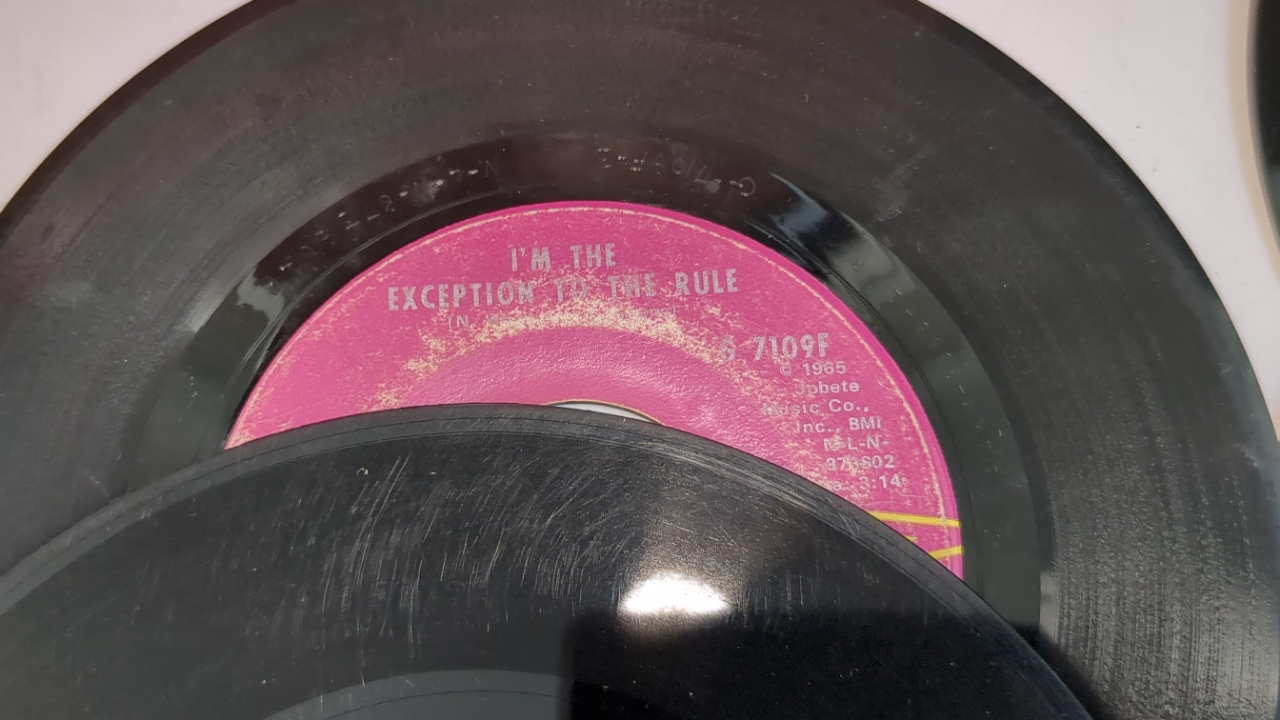 I'M THE
EXCEPTION TO THE RULE
(N.
G 7109F
© 1965
Jobete
Music Co.,
Inc., BMI
N-L-N-
3:14